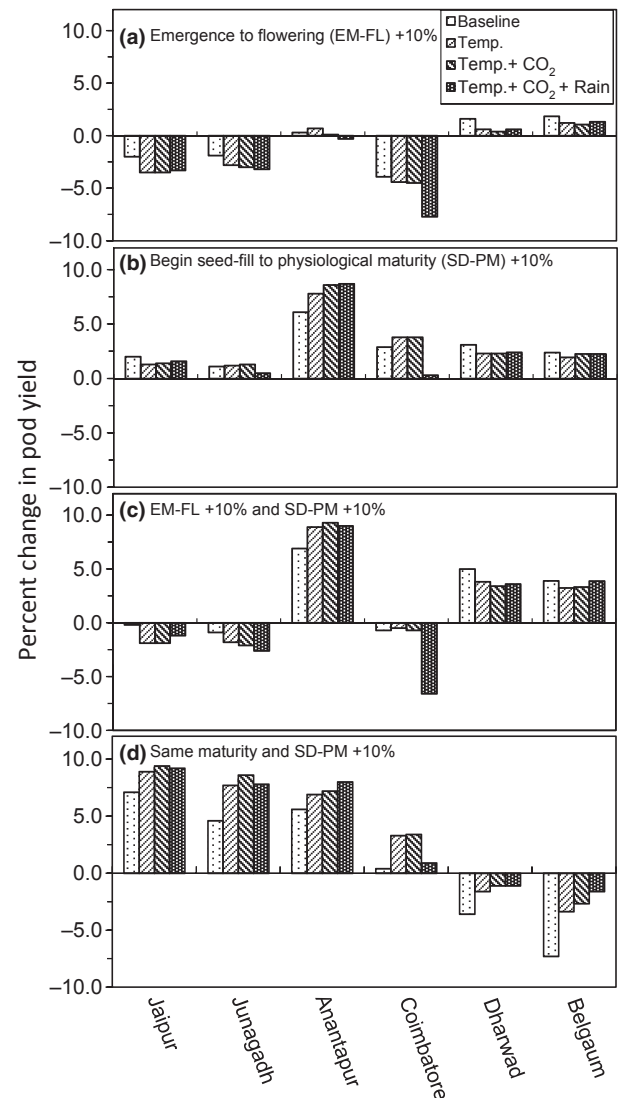 10.0
(a) Emergence to flowering (EM-FL) +10%
Baseline
Temp.
Temp.+ CO₂
Temp.+ CO₂ + Rain
5.0
0.0
–5.0
–10.0
(b) Begin seed-fill to physiological maturity (SD-PM) +10%
10.0
5.0
0.0
–5.0
–10.0
(c) EM-FL +10% and SD-PM +10%
10.0
5.0
0.0
–5.0
–10.0
(d) Same maturity and SD-PM +10%
10.0
5.0
0.0
–5.0
–10.0
Percent change in pod yield
Jaipur
Junagadh
Anantapur
Coimbatore
Dharwad
Belgaum